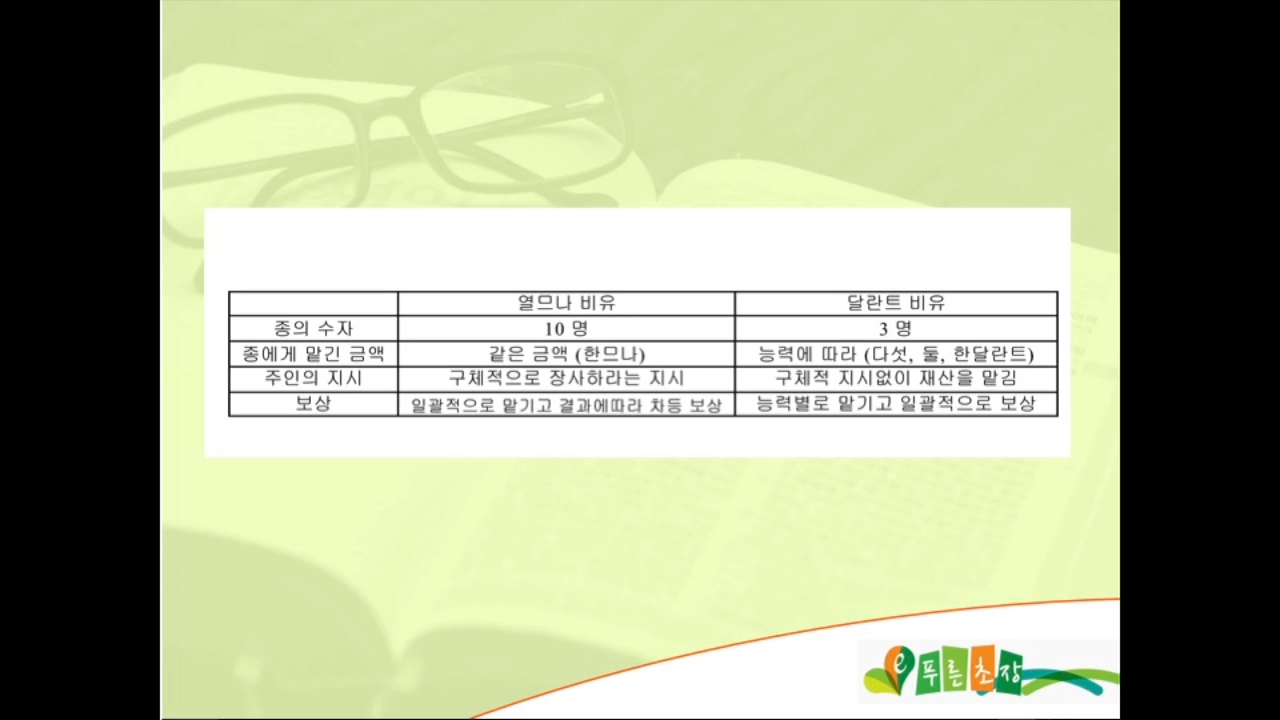 열므나 비유 달란트 비유
종의 수자 10 명 3 명
종에게 맡긴 금액 같은 금액 (한므나) 능력에 따라 (다섯, 둘, 한달란트)
주인의 지시 구체적으로 장사하라는 지시 구체적 지시없이 재산을 맡김
보상 일괄적으로 맡기고 결과에따라 차등 보상 능력별로 맡기고 일괄적으로 보상
e 푸른초장